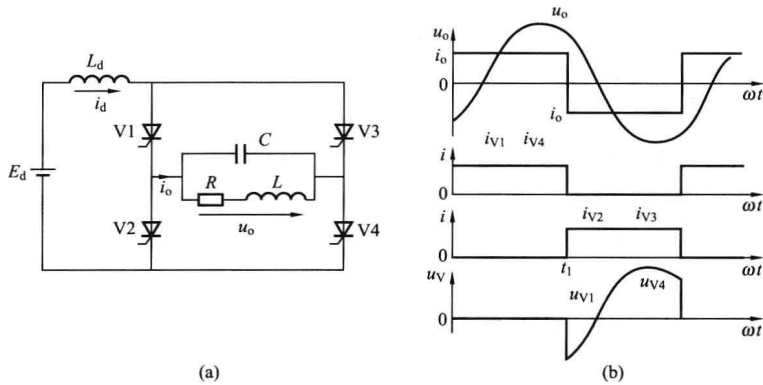 L_d
i_d
V1
V3
C
E_d
i_o
R
L
V2
u_o
V4
(a)
u_o
u_o
i_o
0
i_o
ωt
i_V1 i_V4
i
0
ωt
i
i_V2 i_V3
0
t_1
ωt
u_V
u_V1
u_V4
0
ωt
(b)